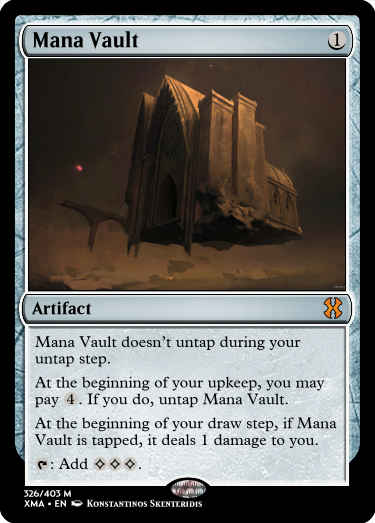 Mana Vault 1
Artifact
Mana Vault doesn't untap during your
untap step.
At the beginning of your upkeep, you may
pay 4. If you do, untap Mana Vault.
At the beginning of your draw step, if Mana
Vault is tapped, it deals 1 damage to you.
: Add .
326/403 M
XMA • EN Konstantinos Skenteridis